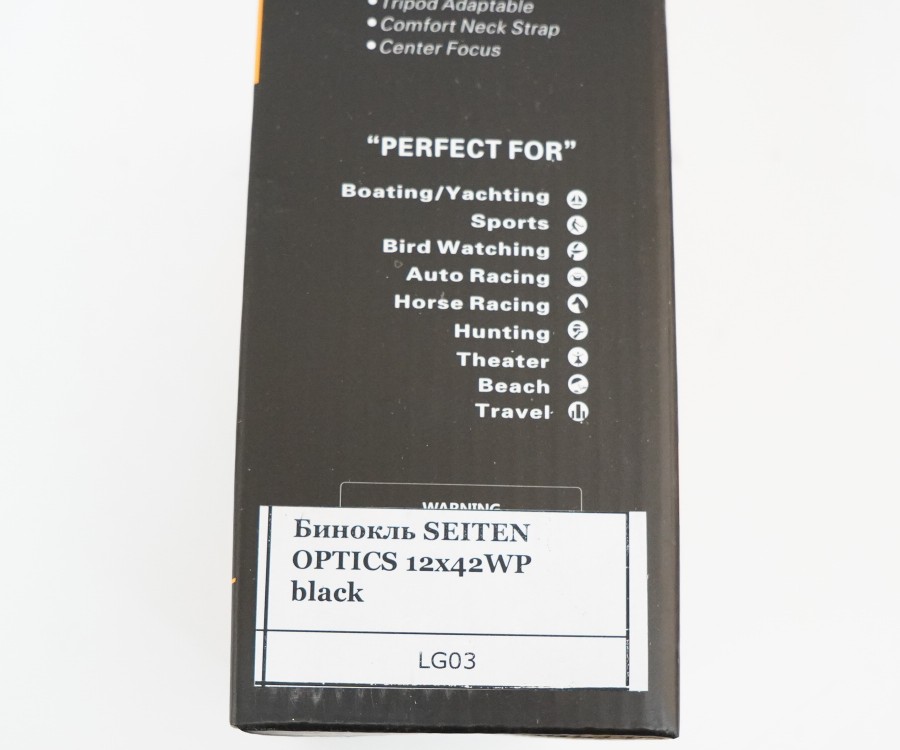 •Tripod Adaptable
•Comfort Neck Strap
•Center Focus
“PERFECT FOR”
Boating/Yachting
Sports
Bird Watching
Auto Racing
Horse Racing
Hunting
Theater
Beach
Travel
WARNING
Бинокль SEITEN
OPTICS 12x42WP
black
LG03